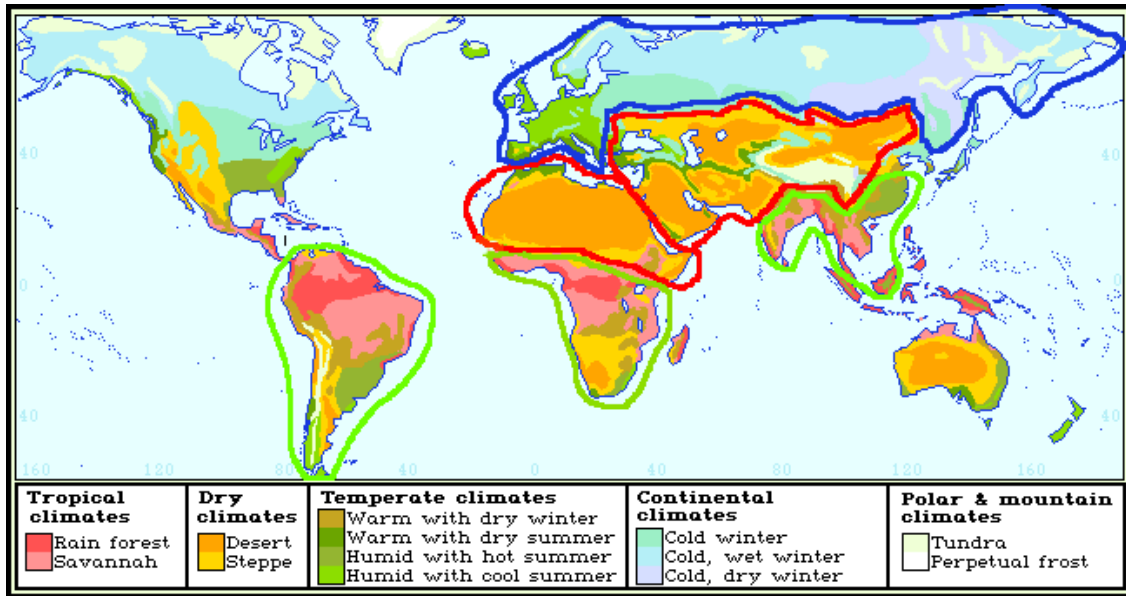 40
40
0
0
40
40
160
120
80
40
0
40
80
120
160
Tropical
climates
Rain forest
Savannah
Dry
climates
Desert
Steppe
Temperate climates
Warm with dry winter
Warm with dry summer
Humid with hot summer
Humid with cool summer
Continental
climates
Cold winter
Cold, wet winter
Cold, dry winter
Polar & mountain
climates
Tundra
Perpetual frost